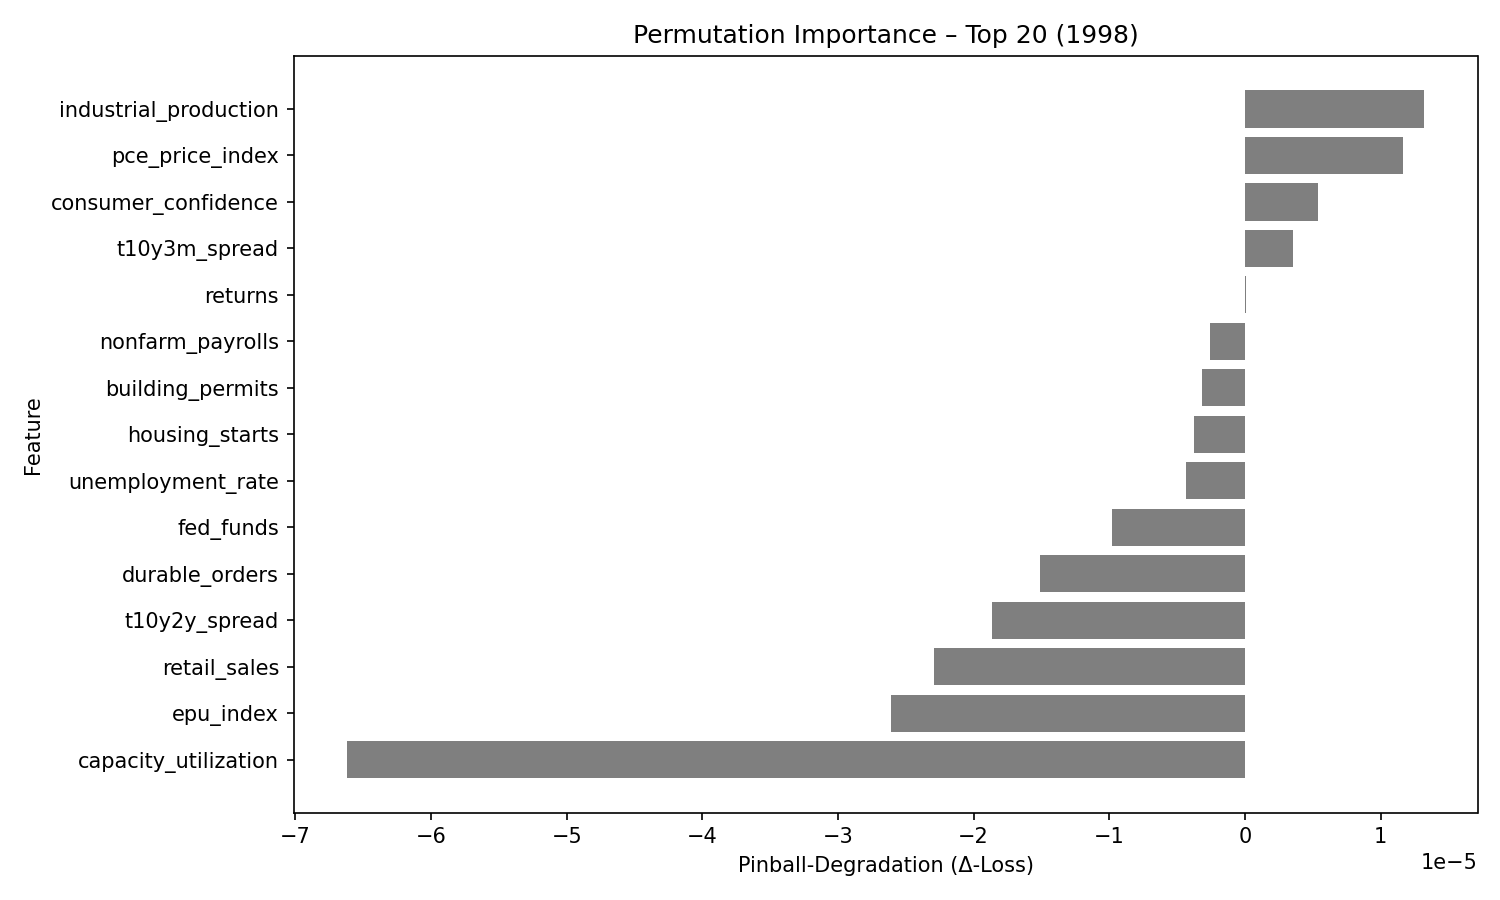 Permutation Importance – Top 20 (1998)
Feature
industrial_production
pce_price_index
consumer_confidence
t10y3m_spread
returns
nonfarm_payrolls
building_permits
housing_starts
unemployment_rate
fed_funds
durable_orders
t10y2y_spread
retail_sales
epu_index
capacity_utilization
−7 −6 −5 −4 −3 −2 −1 0 1
1e−5
Pinball-Degradation (Δ-Loss)